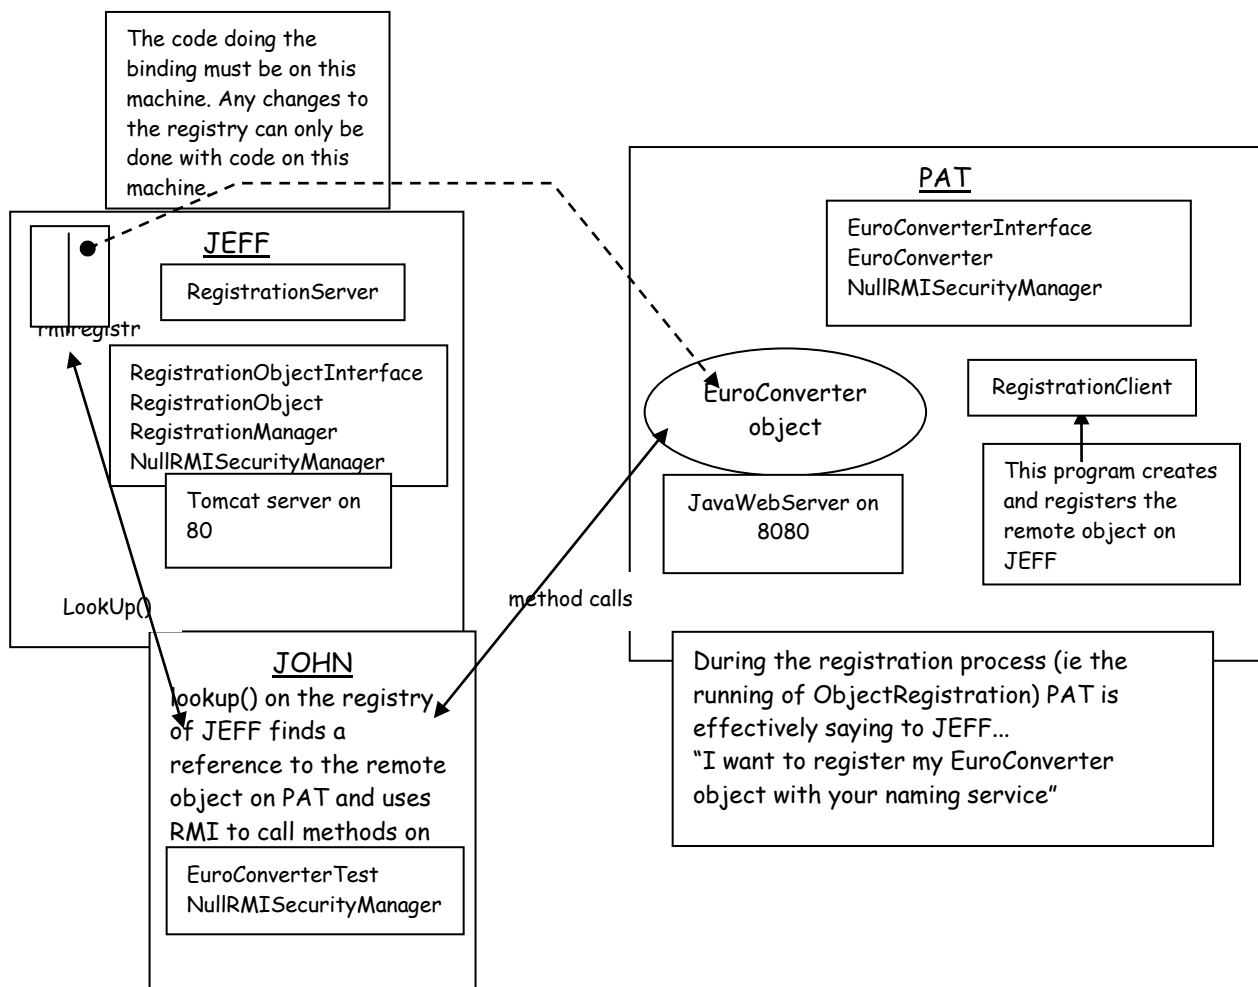 The code doing the
binding must be on this
machine. Any changes to
the registry can only be
done with code on this
machine.
JEFF
RegistrationServer
rmiregistr
RegistrationObjectInterface
RegistrationObject
RegistrationManager
NullRMISecurityManager
Tomcat server on
80
LookUp()
PAT
EuroConverterInterface
EuroConverter
NullRMISecurityManager
EuroConverter
object
RegistrationClient
JavaWebServer on
8080
This program creates
and registers the
remote object on
JEFF
method calls
JOHN
lookup() on the registry
of JEFF finds a
reference to the remote
object on PAT and uses
RMI to call methods on
EuroConverterTest
NullRMISecurityManager
During the registration process (ie the
running of ObjectRegistration) PAT is
effectively saying to JEFF...
“I want to register my EuroConverter
object with your naming service”